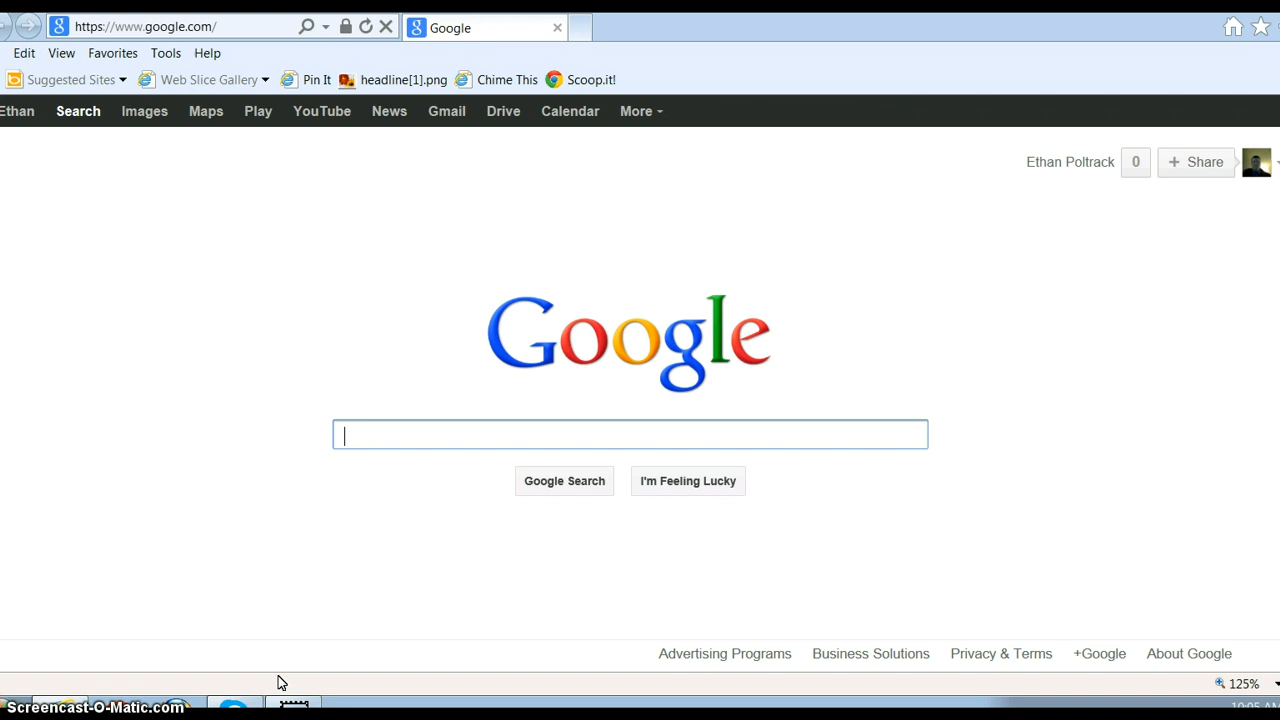 https://www.google.com/
Google
Edit View Favorites Tools Help
Suggested Sites Web Slice Gallery Pin It headline[1].png Chime This Scoop.it!
Ethan Search Images Maps Play YouTube News Gmail Drive Calendar More
Ethan Poltrack 0 + Share
Google
Google Search I'm Feeling Lucky
Advertising Programs Business Solutions Privacy & Terms +Google About Google
125%
Screencast-O-Matic.com
10:05 AM